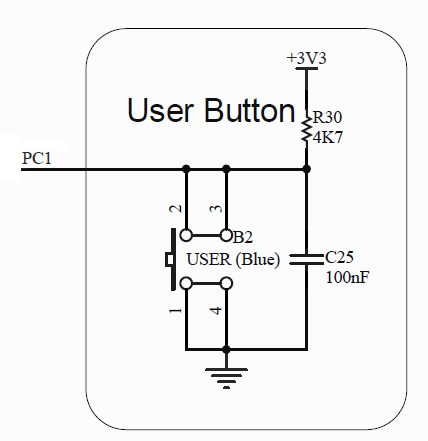 +3V3
User Button
R30
4K7
PC1
2
3
B2
USER (Blue)
C25
100nF
1
4